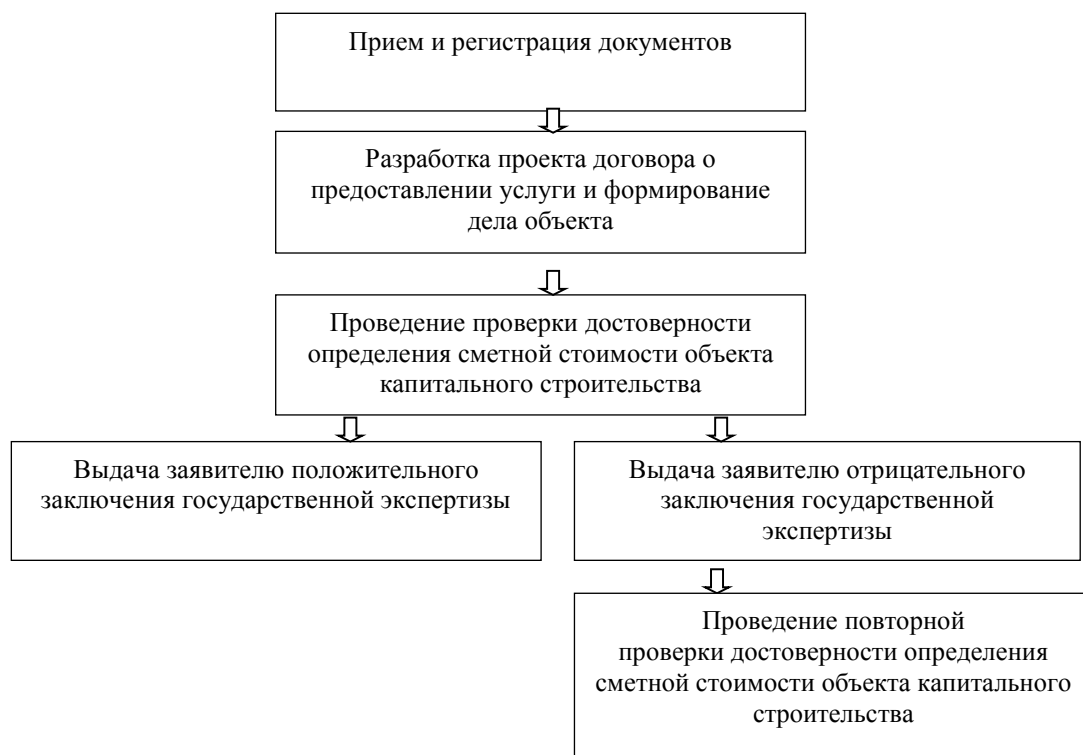 Прием и регистрация документов
Разработка проекта договора о
предоставлении услуги и формирование
дела объекта
Проведение проверки достоверности
определения сметной стоимости объекта
капитального строительства
Выдача заявителю положительного
заключения государственной экспертизы
Выдача заявителю отрицательного
заключения государственной
экспертизы
Проведение повторной
проверки достоверности определения
сметной стоимости объекта капитального
строительства